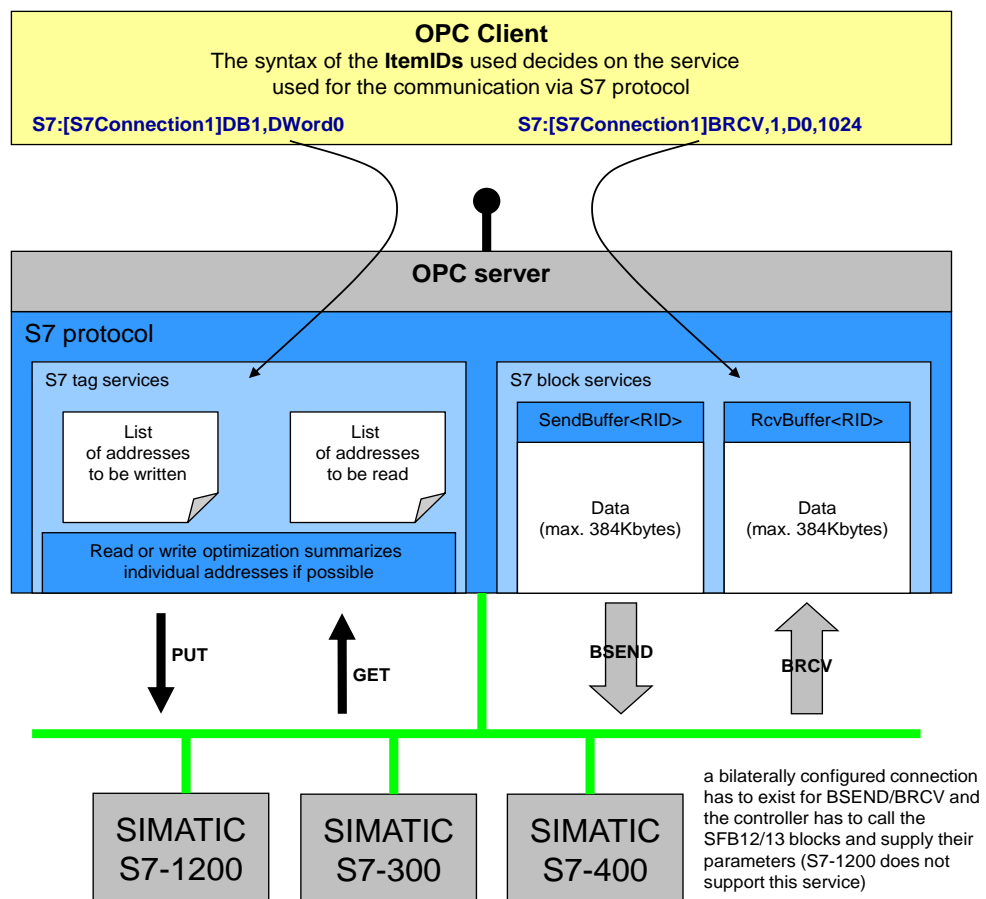 OPC Client
The syntax of the ItemIDs used decides on the service
used for the communication via S7 protocol
S7:[S7Connection1]DB1,DWord0
S7:[S7Connection1]BRCV,1,D0,1024
OPC server
S7 protocol
S7 tag services
List
of addresses
to be written
List
of addresses
to be read
Read or write optimization summarizes
individual addresses if possible
S7 block services
SendBuffer<RID>
Data
(max. 384Kbytes)
RcvBuffer<RID>
Data
(max. 384Kbytes)
PUT
GET
BSEND
BRCV
SIMATIC
S7-1200
SIMATIC
S7-300
SIMATIC
S7-400
a bilaterally configured connection
has to exist for BSEND/BRCV and
the controller has to call the
SFB12/13 blocks and supply their
parameters (S7-1200 does not
support this service)